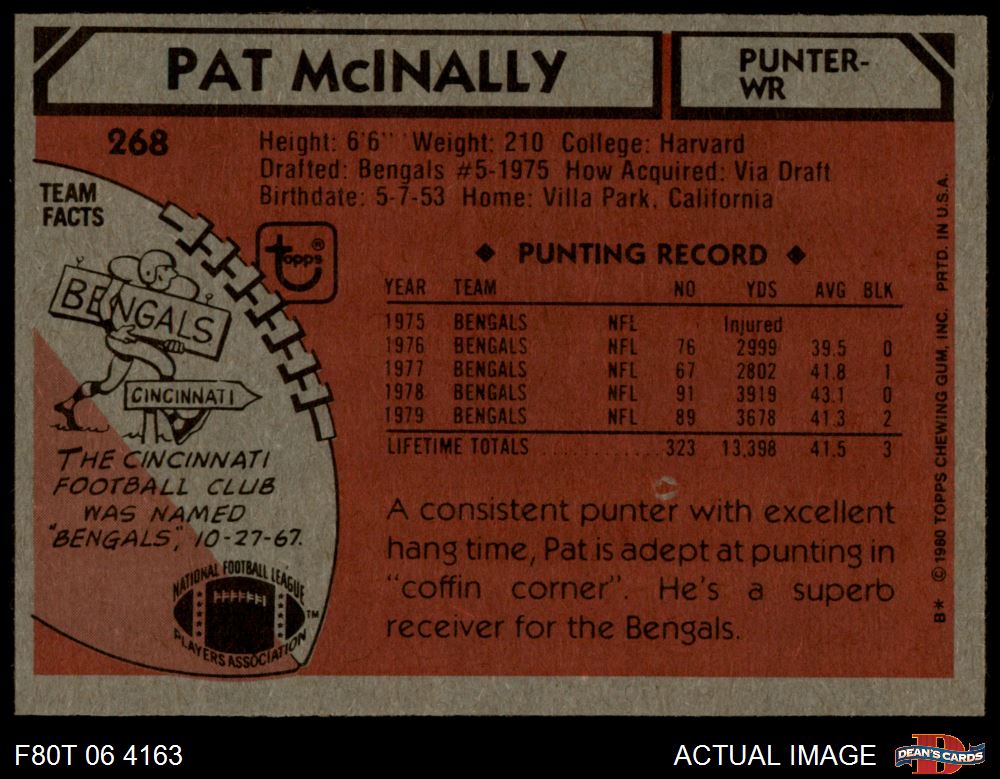 PAT McINALLY
PUNTER-
WR
268
Height: 6'6" Weight: 210 College: Harvard
Drafted: Bengals #5-1975 How Acquired: Via Draft
Birthdate: 5-7-53 Home: Villa Park, California
TEAM
FACTS
topps®
BENGALS
CINCINNATI
THE CINCINNATI
FOOTBALL CLUB
WAS NAMED
"BENGALS", 10-27-67.
NATIONAL FOOTBALL LEAGUE
PLAYERS ASSOCIATION
TM
◆ PUNTING RECORD ◆
YEAR TEAM NO YDS AVG BLK
1975 BENGALS NFL Injured
1976 BENGALS NFL 76 2999 39.5 0
1977 BENGALS NFL 67 2802 41.8 1
1978 BENGALS NFL 91 3919 43.1 0
1979 BENGALS NFL 89 3678 41.3 2
LIFETIME TOTALS ............ 323 13,398 41.5 3
A consistent punter with excellent
hang time, Pat is adept at punting in
"coffin corner". He's a superb
receiver for the Bengals.
B* © 1980 TOPPS CHEWING GUM, INC. PRTD. IN U.S.A.
F80T 06 4163
ACTUAL IMAGE
DEAN'S CARDS